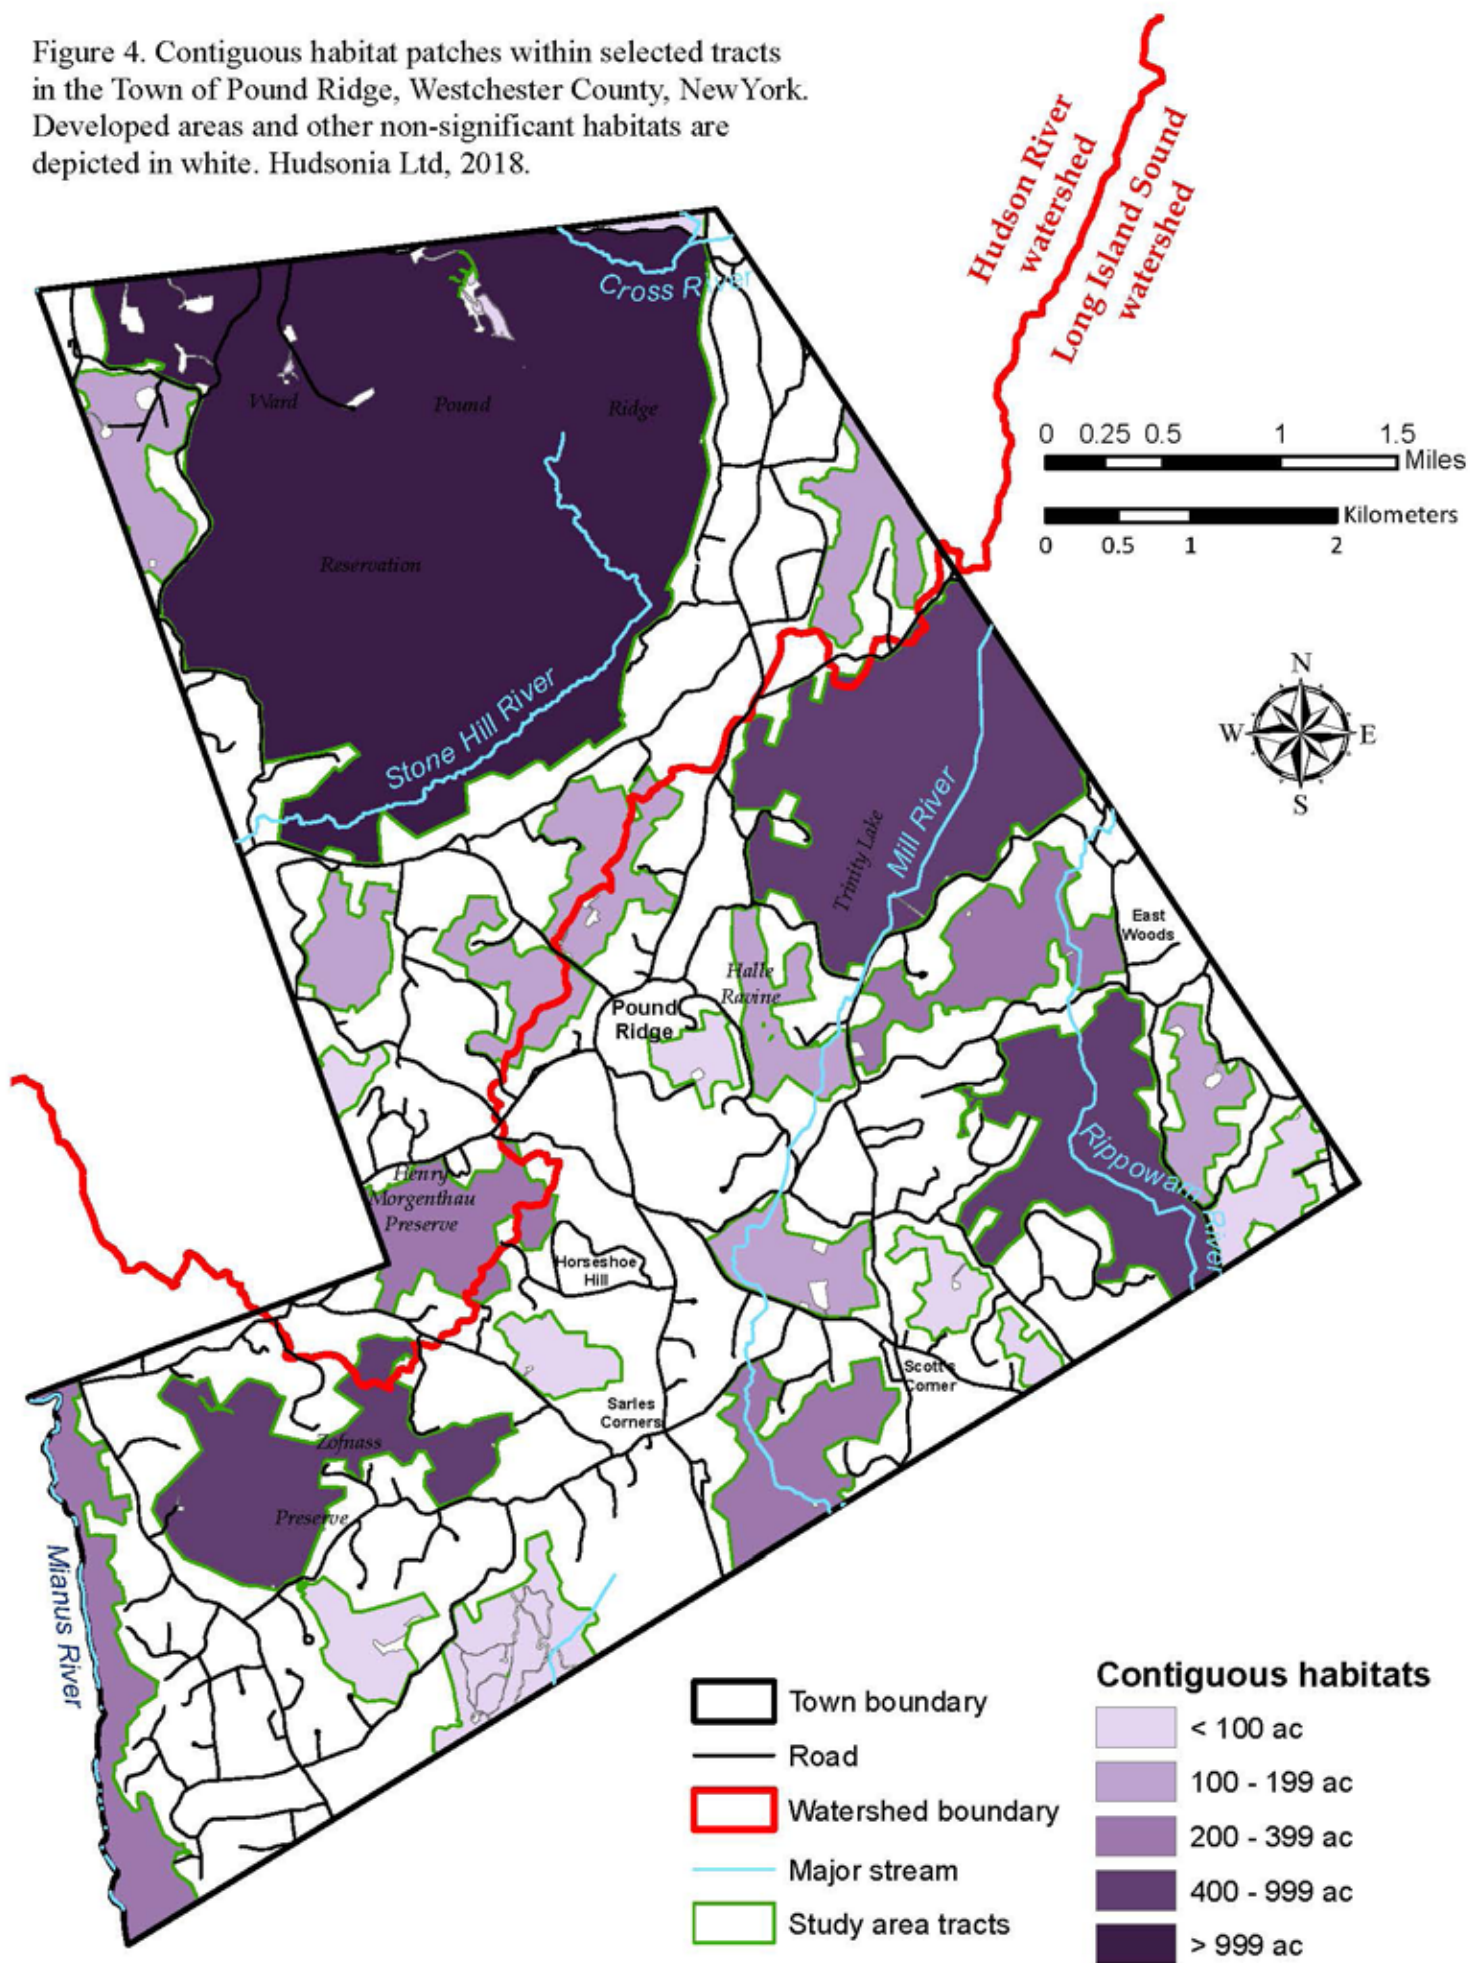 Figure 4. Contiguous habitat patches within selected tracts
in the Town of Pound Ridge, Westchester County, NewYork.
Developed areas and other non-significant habitats are
depicted in white. Hudsonia Ltd, 2018.
Hudson River
watershed
Long Island Sound
watershed
Cross River
Ward Pound Ridge
Reservation
0 0.25 0.5 1 1.5
Miles
Kilometers
0 0.5 1 2
N
W E
S
Stone Hill River
Mill River
Trinity Lake
East
Woods
Halle
Ravine
Pound
Ridge
Rippowam River
Henry
Morgenthau
Preserve
Horseshoe
Hill
Scott's
Corner
Sarles
Corners
Zofnass
Preserve
Mianus River
Town boundary
Road
Watershed boundary
Major stream
Study area tracts
Contiguous habitats
< 100 ac
100 - 199 ac
200 - 399 ac
400 - 999 ac
> 999 ac